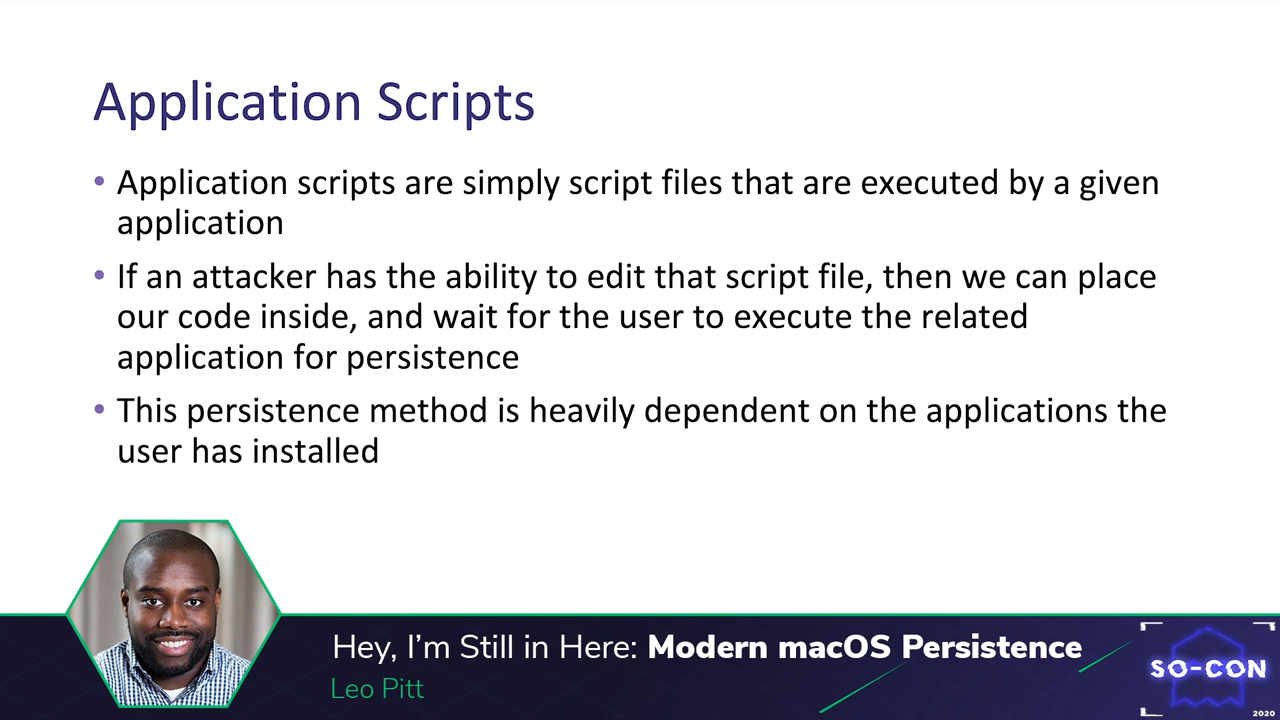 Application Scripts
• Application scripts are simply script files that are executed by a given
application
• If an attacker has the ability to edit that script file, then we can place
our code inside, and wait for the user to execute the related
application for persistence
• This persistence method is heavily dependent on the applications the
user has installed
Hey, I’m Still in Here: Modern macOS Persistence
Leo Pitt
SO-CON
2020